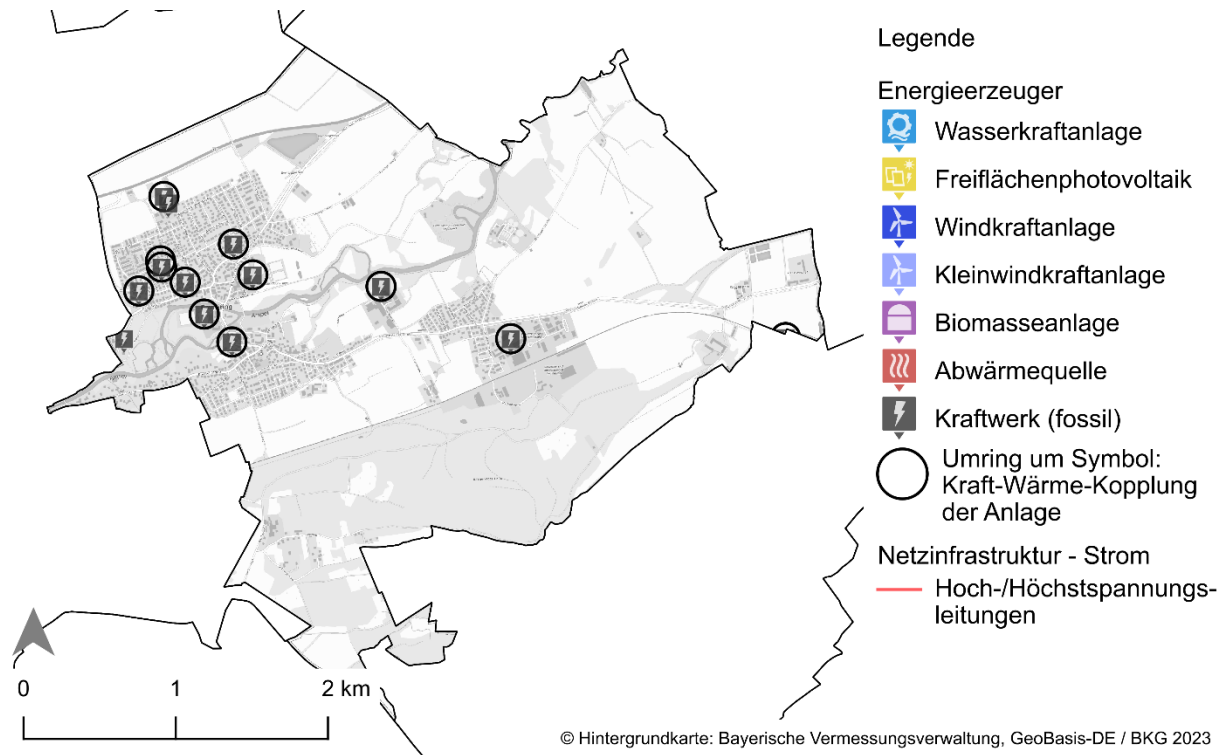 Legende
Energieerzeuger
Wasserkraftanlage
Freiflächenphotovoltaik
Windkraftanlage
Kleinwindkraftanlage
Biomasseanlage
Abwärmequelle
Kraftwerk (fossil)
Umring um Symbol:
Kraft-Wärme-Kopplung
der Anlage
Netzinfrastruktur - Strom
Hoch-/Höchstspannungs-
leitungen
0 1 2 km
© Hintergrundkarte: Bayerische Vermessungsverwaltung, GeoBasis-DE / BKG 2023